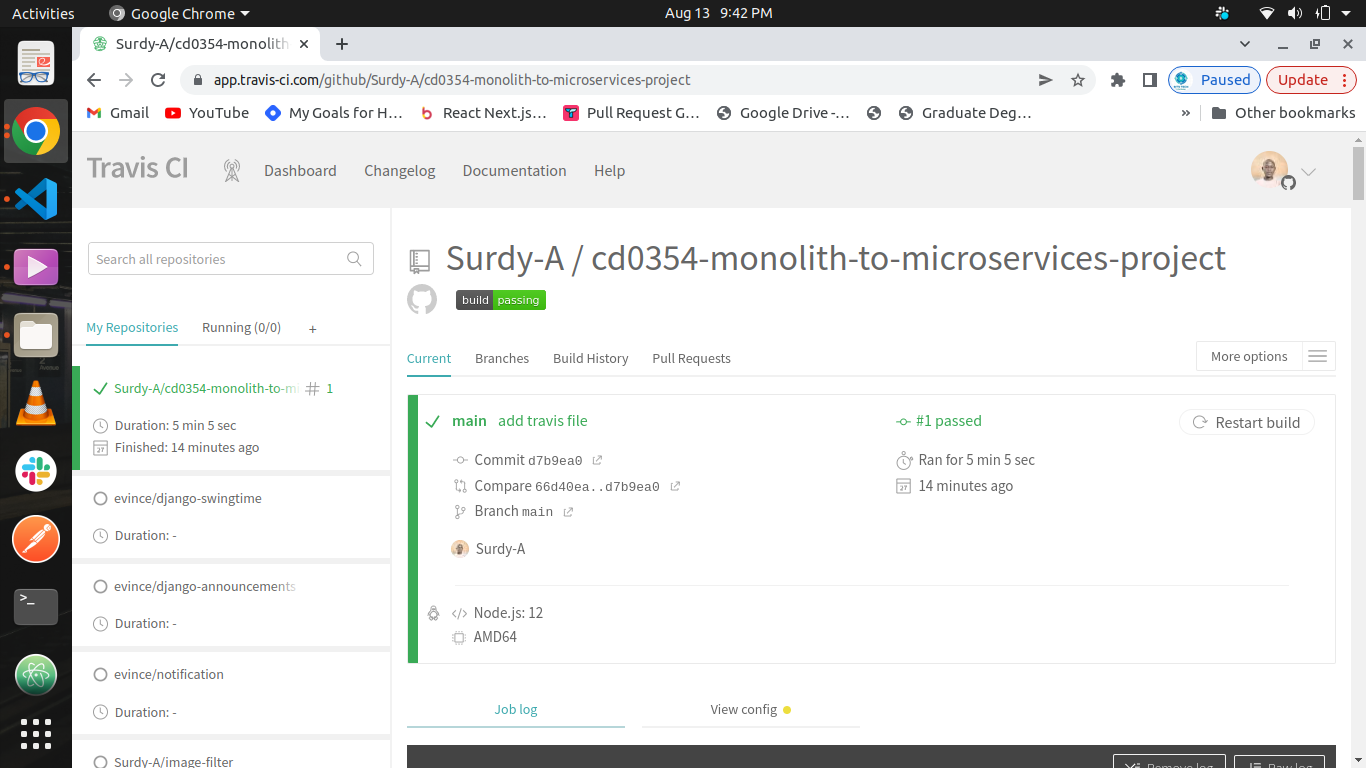 Activities Google Chrome Aug 13 9:42 PM
Surdy-A/cd0354-monolith
app.travis-ci.com/github/Surdy-A/cd0354-monolith-to-microservices-project Paused Update
Gmail YouTube My Goals for H... React Next.js... Pull Request G... Google Drive -... Graduate Deg... » Other bookmarks
Travis CI Dashboard Changelog Documentation Help
Search all repositories
Surdy-A / cd0354-monolith-to-microservices-project
build passing
My Repositories Running (0/0) +
Current Branches Build History Pull Requests More options
Surdy-A/cd0354-monolith-to-mi # 1
Duration: 5 min 5 sec
Finished: 14 minutes ago
main add travis file #1 passed Restart build
Commit d7b9ea0 Ran for 5 min 5 sec
Compare 66d40ea..d7b9ea0 14 minutes ago
Branch main
Surdy-A
Node.js: 12
AMD64
evince/django-swingtime
Duration: -
evince/django-announcements
Duration: -
evince/notification
Duration: -
Surdy-A/image-filter
Job log View config
Remove log Raw log